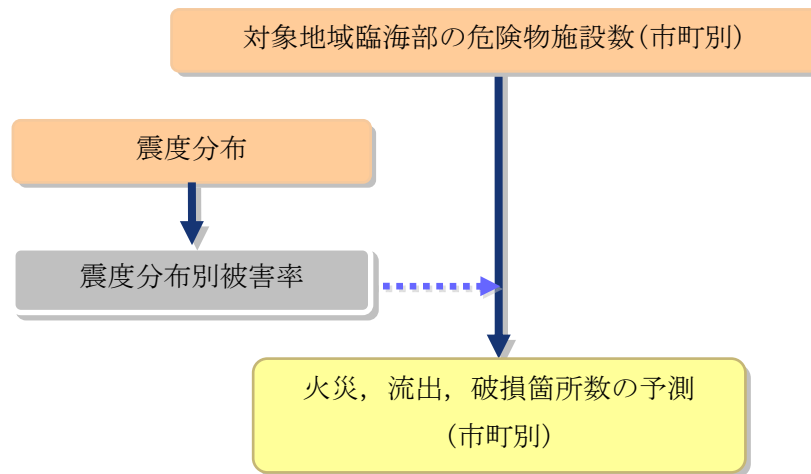 対象地域臨海部の危険物施設数(市町別)
震度分布
震度分布別被害率
火災，流出，破損箇所数の予測
(市町別)